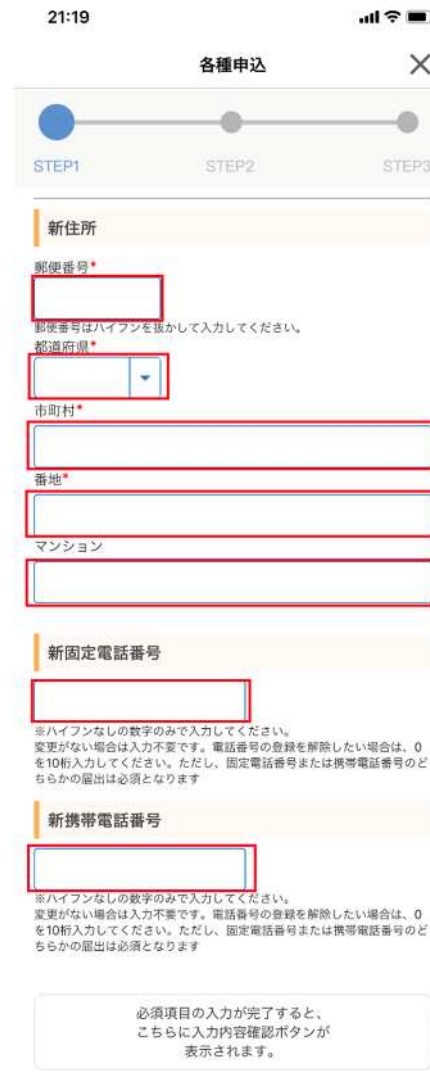 21:19
各種申込
STEP1 STEP2 STEP3
新住所
郵便番号*
郵便番号はハイフンを抜かして入力してください。
都道府県*
市町村*
番地*
マンション
新固定電話番号
※ハイフンなしの数字のみで入力してください。
変更がない場合は入力不要です。電話番号の登録を解除したい場合は、0
を10桁入力してください。ただし、固定電話番号または携帯電話番号のど
ちらかの届出は必須となります
新携帯電話番号
※ハイフンなしの数字のみで入力してください。
変更がない場合は入力不要です。電話番号の登録を解除したい場合は、0
を10桁入力してください。ただし、固定電話番号または携帯電話番号のど
ちらかの届出は必須となります
必須項目の入力が完了すると、
こちらに入力内容確認ボタンが
表示されます。